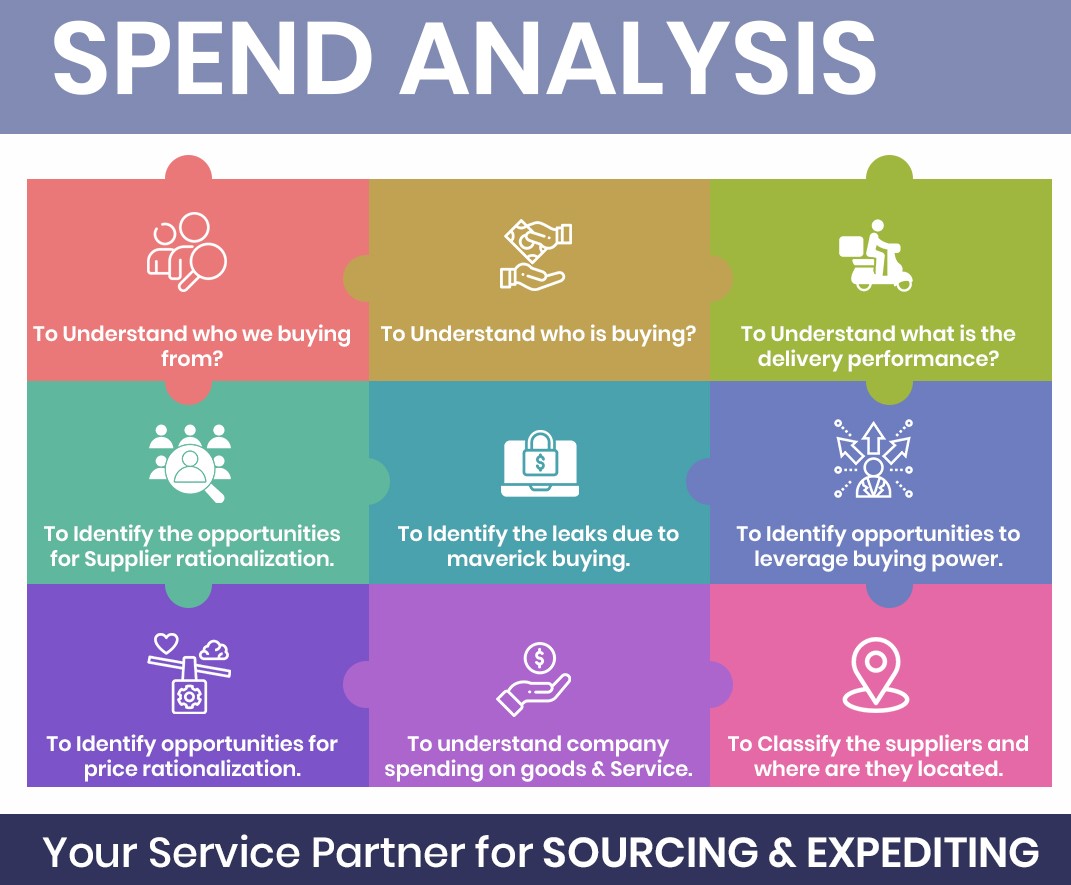 SPEND ANALYSIS
To Understand who we buying
from?
To Understand who is buying?
To Understand what is the
delivery performance?
To Identify the opportunities
for Supplier rationalization.
$
To Identify the leaks due to
maverick buying.
To Identify opportunities to
leverage buying power.
To Identify opportunities for
price rationalization.
$
To understand company
spending on goods & Service.
To Classify the suppliers and
where are they located.
Your Service Partner for SOURCING & EXPEDITING